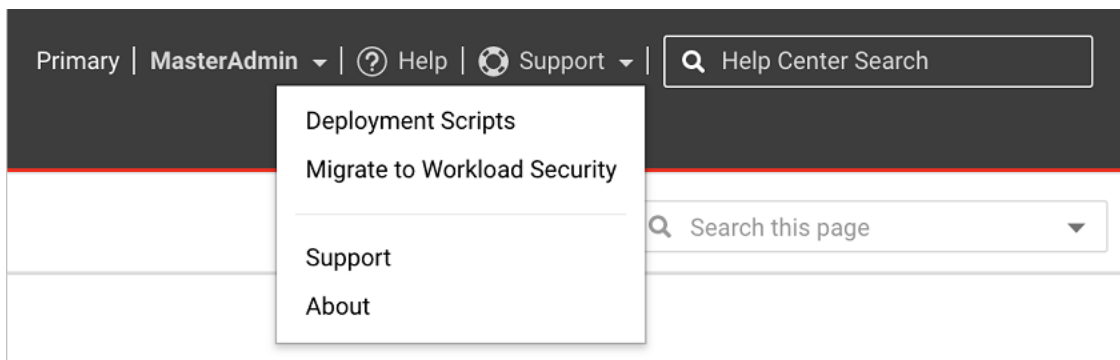 Primary | MasterAdmin | Help | Support | Help Center Search
Deployment Scripts
Migrate to Workload Security
Search this page
Support
About